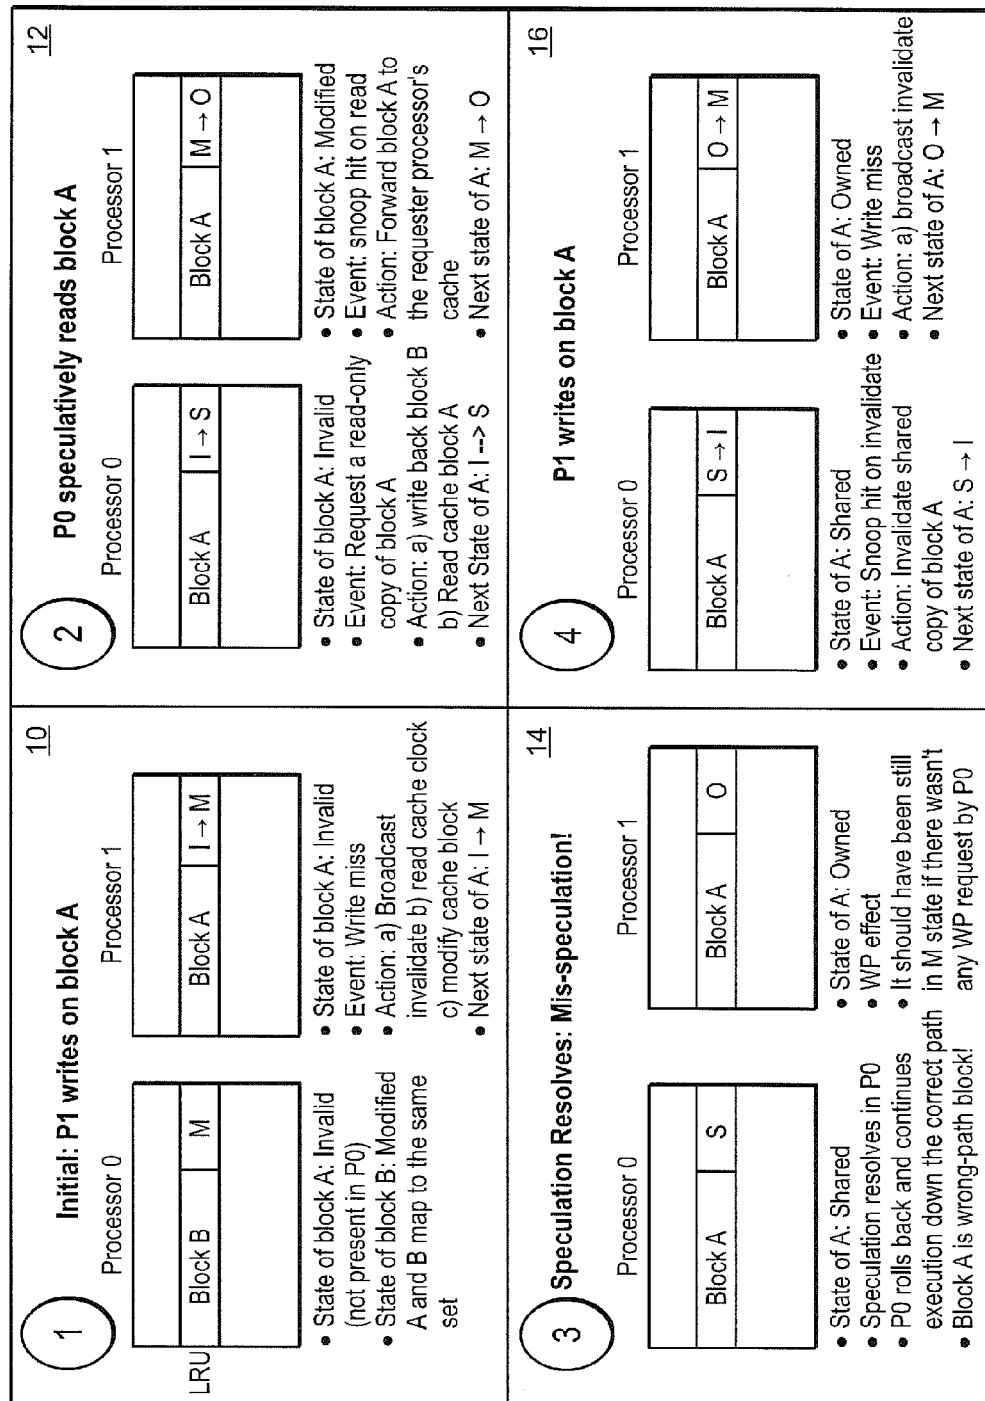 1
Initial: P1 writes on block A
10
Processor 0
Processor 1
LRU
Block B
M
Block A
I → M
• State of block A: Invalid
(not present in P0)
• State of block B: Modified
A and B map to the same
set
• State of block A: Invalid
• Event: Write miss
• Action: a) Broadcast
invalidate b) read cache clock
c) modify cache block
• Next state of A: I → M
2
P0 speculatively reads block A
12
Processor 0
Processor 1
Block A
I → S
Block A
M → O
• State of block A: Invalid
• Event: Request a read-only
copy of block A
• Action: a) write back block B
b) Read cache block A
• Next State of A: I --> S
• State of block A: Modified
• Event: snoop hit on read
• Action: Forward block A to
the requester processor's
cache
• Next state of A: M → O
3
Speculation Resolves: Mis-speculation!
14
Processor 0
Processor 1
Block A
S
Block A
O
• State of A: Shared
• Speculation resolves in P0
• P0 rolls back and continues
execution down the correct path
• Block A is wrong-path block!
• State of A: Owned
• WP effect
• It should have been still
in M state if there wasn't
any WP request by P0
4
P1 writes on block A
16
Processor 0
Processor 1
Block A
S → I
Block A
O → M
• State of A: Shared
• Event: Snoop hit on invalidate
• Action: Invalidate shared
copy of block A
• Next state of A: S → I
• State of A: Owned
• Event: Write miss
• Action: a) broadcast invalidate
• Next state of A: O → M